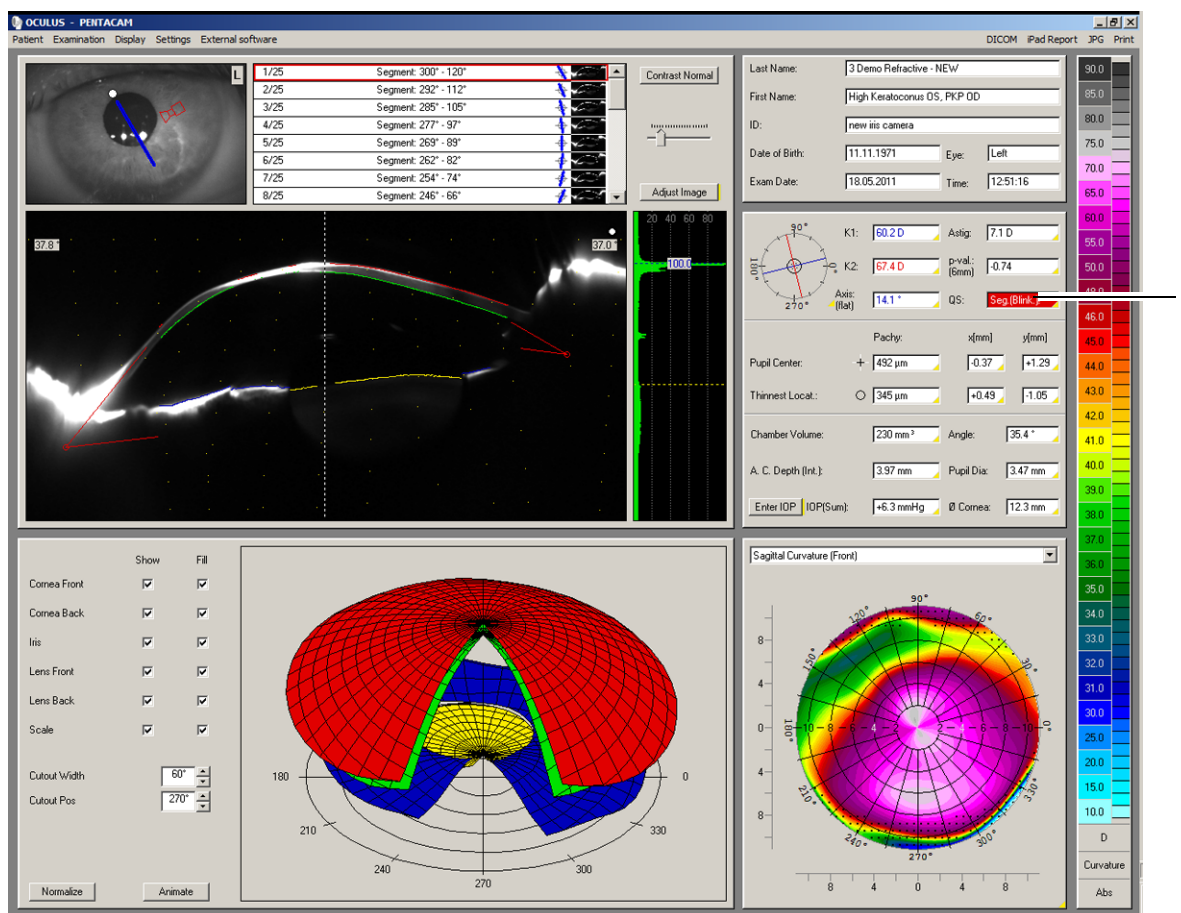 OCULUS - PENTACAM
Patient Examination Display Settings External software DICOM iPad Report JPG Print
L
1/25 Segment: 300° - 120°
2/25 Segment: 292° - 112°
3/25 Segment: 285° - 105°
4/25 Segment: 277° - 97°
5/25 Segment: 269° - 89°
6/25 Segment: 262° - 82°
7/25 Segment: 254° - 74°
8/25 Segment: 246° - 66°
Contrast Normal
Adjust Image
37.8 °
37.0 °
20 40 60 80
100.0
Last Name: 3 Demo Refractive - NEW
First Name: High Keratoconus OS, PKP OD
ID: new iris camera
Date of Birth: 11.11.1971 Eye: Left
Exam Date: 18.05.2011 Time: 12:51:16
90°
180°
0°
270°
K1: 60.2 D Astig: 7.1 D
K2: 67.4 D p-val.: (6mm) -0.74
Axis: (flat) 14.1 ° QS: Seg.(Blink.)
Pachy: x[mm] y[mm]
Pupil Center: + 492 µm -0.37 +1.29
Thinnest Locat.: O 345 µm +0.49 -1.05
Chamber Volume: 230 mm³ Angle: 35.4 °
A. C. Depth (Int.): 3.97 mm Pupil Dia: 3.47 mm
Enter IOP IOP(Sum): +6.3 mmHg Ø Cornea: 12.3 mm
Show Fill
Cornea Front
Cornea Back
Iris
Lens Front
Lens Back
Scale
Cutout Width 60°
Cutout Pos 270°
Normalize Animate
180
0
210
330
240
300
270
Sagittal Curvature (Front)
90°
120°
60°
150°
30°
180°
0°
210°
330°
240°
300°
270°
8
4
0
4
8
10 8 6 4 2 2 4 6 8 10
8 4 0 4 8
90.0
85.0
80.0
75.0
70.0
65.0
60.0
55.0
50.0
48.0
46.0
45.0
44.0
43.0
42.0
41.0
40.0
39.0
38.0
37.0
36.0
35.0
34.0
33.0
32.0
31.0
30.0
25.0
20.0
15.0
10.0
D
Curvature
Abs